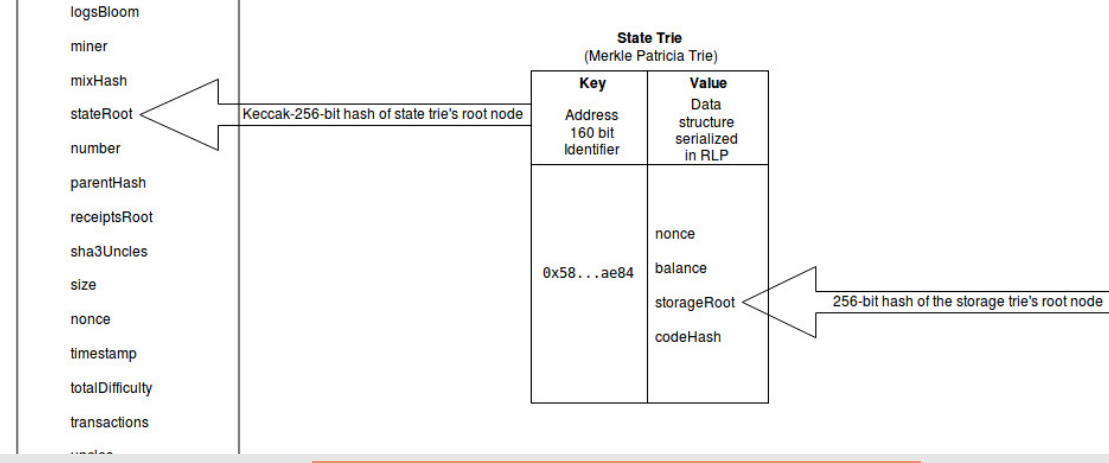 logsBloom
miner
mixHash
stateRoot
number
parentHash
receiptsRoot
sha3Uncles
size
nonce
timestamp
totalDifficulty
transactions
Keccak-256-bit hash of state trie's root node
State Trie
(Merkle Patricia Trie)
Key
Address
160 bit
Identifier
Value
Data
structure
serialized
in RLP
0x58...ae84
nonce
balance
storageRoot
codeHash
256-bit hash of the storage trie's root node